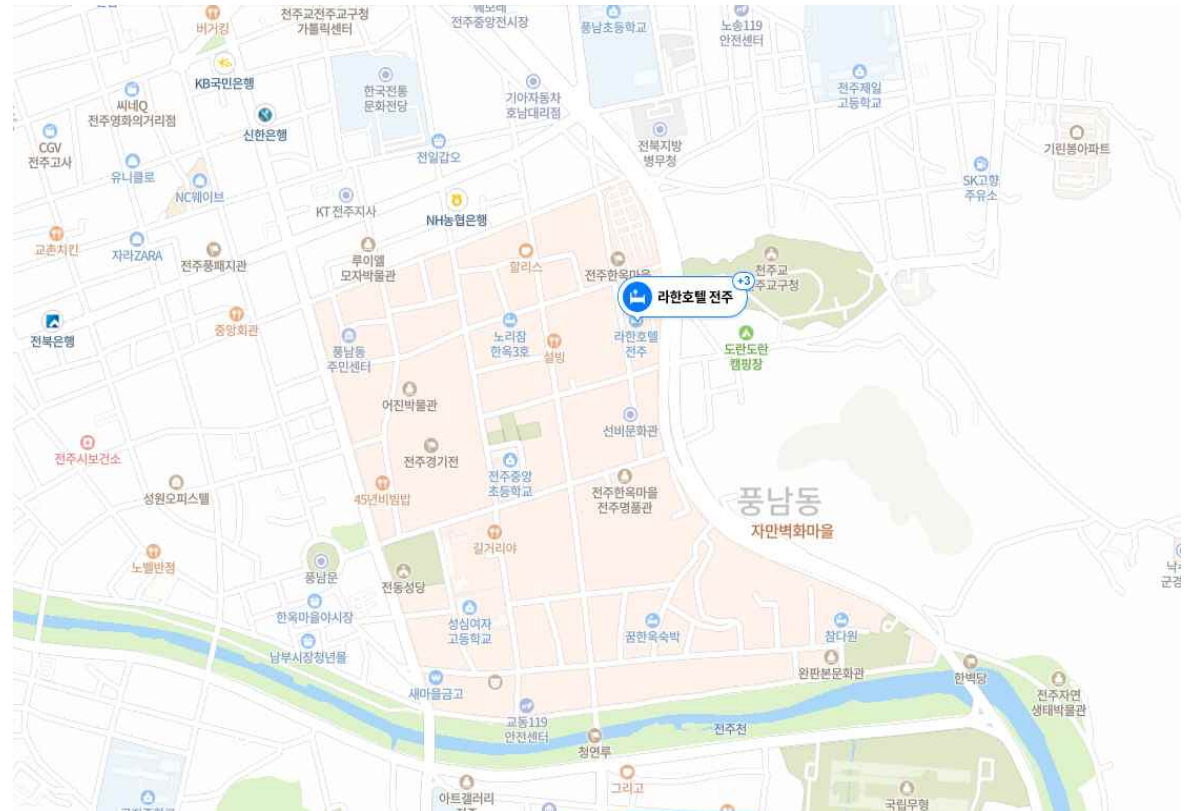 버거킹
천주교전주교구청
가톨릭센터
전주중앙전시장
풍남초등학교
노송119
안전센터
KB국민은행
한국전통
문화전당
기아자동차
호남대리점
전주제일
고등학교
씨네Q
전주영화의거리점
신한은행
CGV
전주고사
전일갑오
전북지방
병무청
기린봉아파트
유니클로
NC웨이브
KT 전주지사
NH농협은행
SK고향
주유소
교촌치킨
자라ZARA
전주풍패지관
루이엘
모자박물관
할리스
전주한옥마을
천주교
주교구청
+3
라한호텔 전주
전북은행
중앙회관
풍남동
주민센터
노리잠
한옥3호
설빙
라한호텔
전주
도란도란
캠핑장
어진박물관
선비문화관
전주시보건소
전주경기전
전주중앙
초등학교
성원오피스텔
45년비빔밥
전주한옥마을
전주명품관
풍남동
자만벽화마을
길거리야
노벨반점
풍남문
전동성당
한옥마을야시장
성심여자
고등학교
꿈한옥숙박
참다원
남부시장청년몰
완판본문화관
한벽당
새마을금고
전주자연
생태박물관
교동119
안전센터
전주천
청연루
아트갤러리
그리고
국립무형